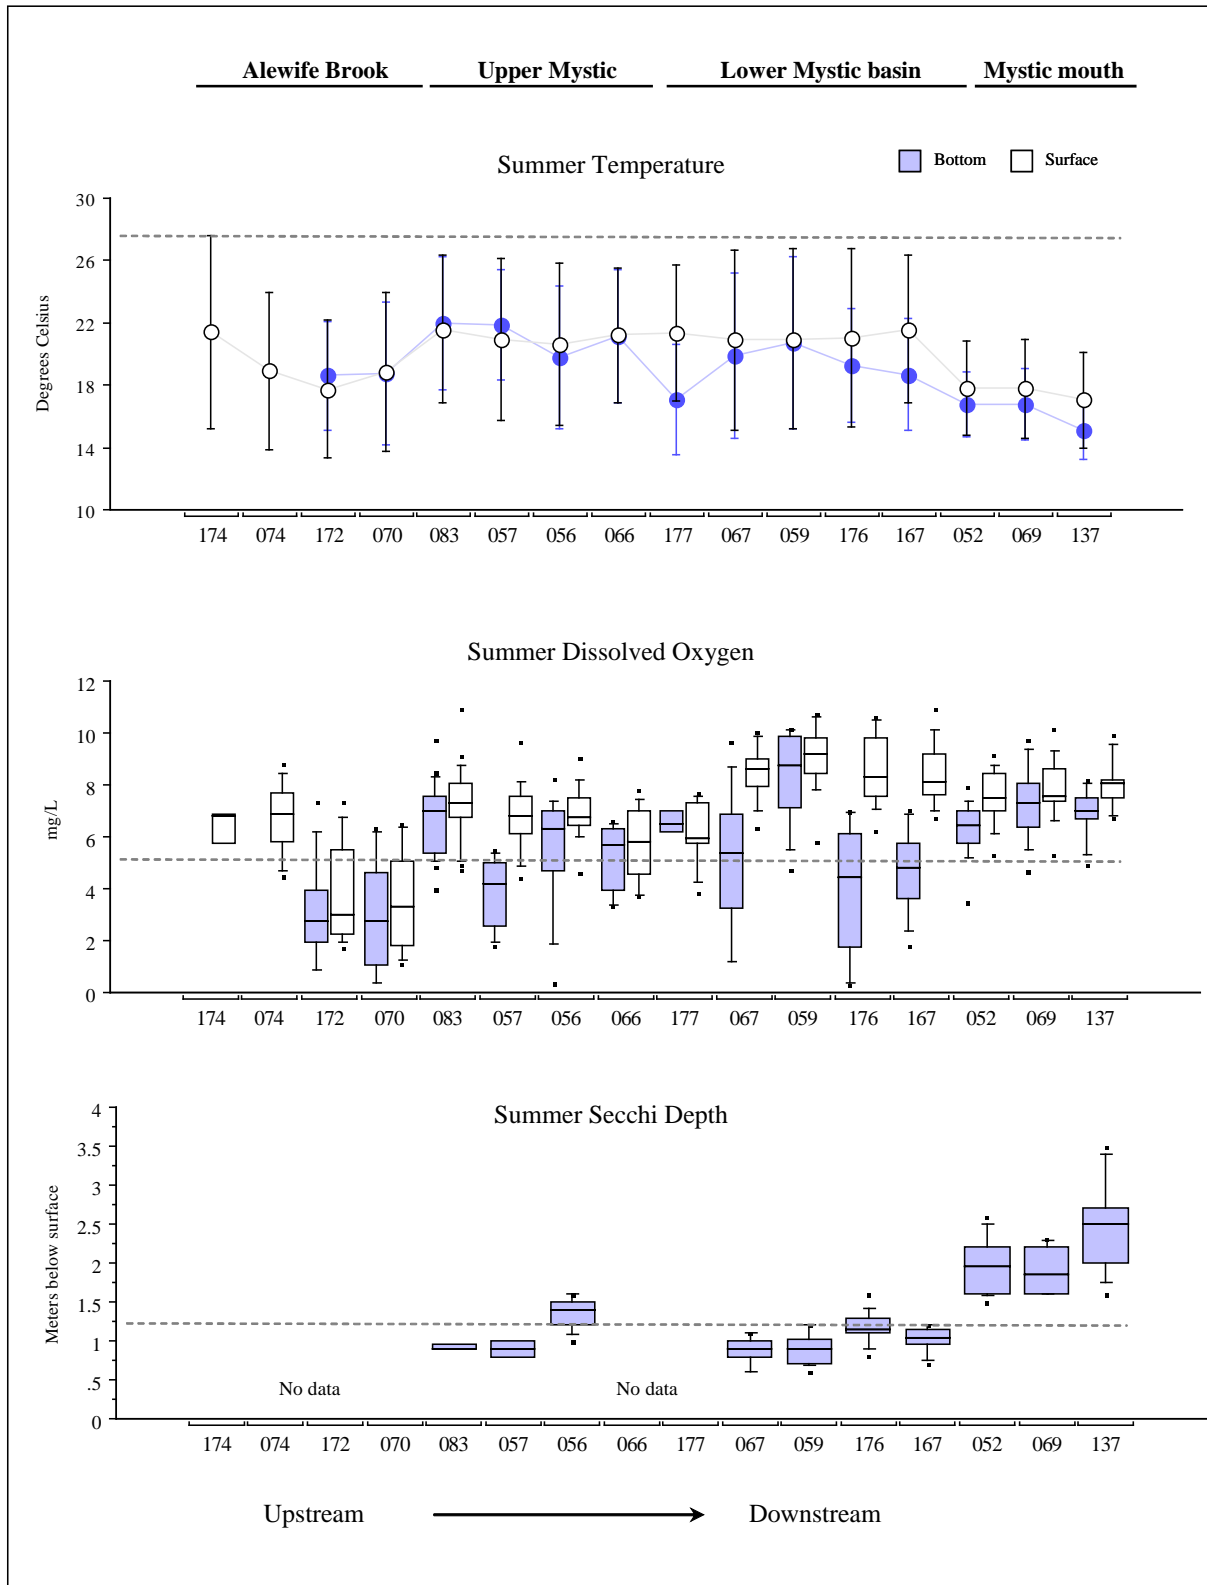 Alewife Brook Upper Mystic Lower Mystic basin Mystic mouth
Summer Temperature
Bottom Surface
Degrees Celsius
30
26
22
18
14
10
174 074 172 070 083 057 056 066 177 067 059 176 167 052 069 137
Summer Dissolved Oxygen
mg/L
12
10
8
6
4
2
0
174 074 172 070 083 057 056 066 177 067 059 176 167 052 069 137
Summer Secchi Depth
Meters below surface
4
3.5
3
2.5
2
1.5
1
.5
0
No data No data
174 074 172 070 083 057 056 066 177 067 059 176 167 052 069 137
Upstream Downstream